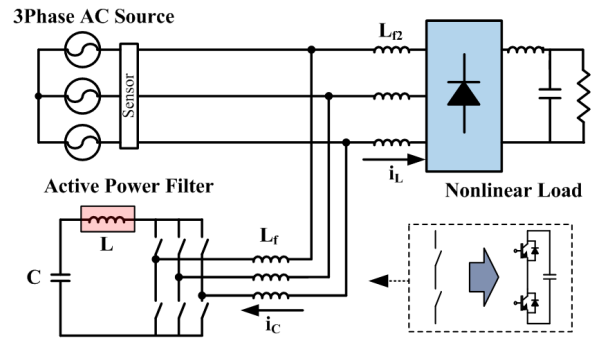 3Phase AC Source
Sensor
Lf2
iL
Nonlinear Load
Active Power Filter
L
C
Lf
iC